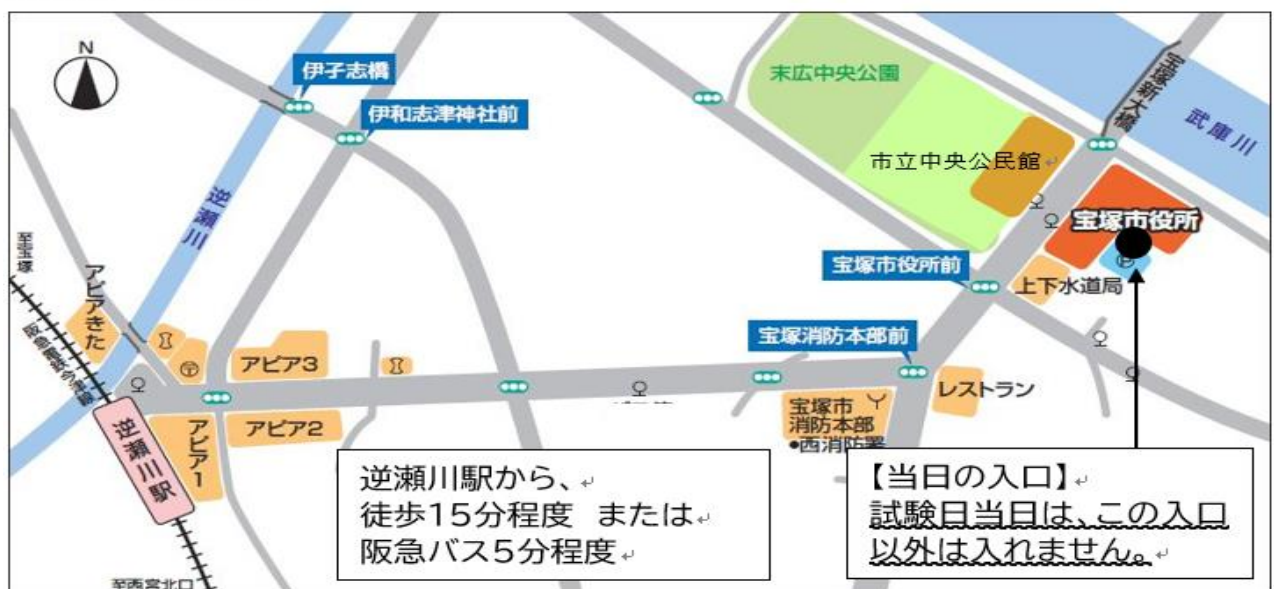 N
伊孑志橋
伊和志津神社前
末広中央公園
宝塚新大橋
武庫川
市立中央公民館
逆瀬川
宝塚市役所
至宝塚
アピアきた
宝塚市役所前
上下水道局
阪急電鉄今津線
宝塚消防本部前
アピア3
レストラン
逆瀬川駅
アピア1
アピア2
宝塚市
消防本部
•西消防署
逆瀬川駅から、
徒歩15分程度 または
阪急バス5分程度
【当日の入口】
試験日当日は、この入口
以外は入れません。
至西宮北口